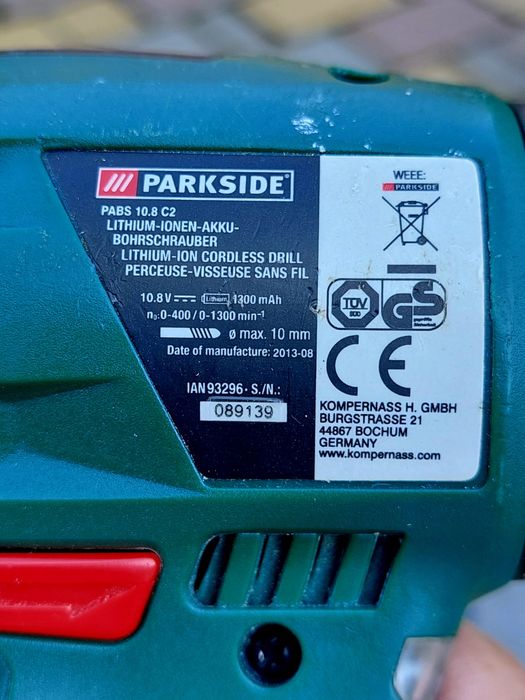 PARKSIDE
PABS 10.8 C2
LITHIUM-IONEN-AKKU-
BOHRSCHRAUBER
LITHIUM-ION CORDLESS DRILL
PERCEUSE-VISSEUSE SANS FIL
10.8 V Lithium 1300 mAh
n₀:0-400 / 0-1300 min⁻¹
ø max. 10 mm
Date of manufacture: 2013-08
IAN 93296 · S./N.:
089139
WEEE:
PARKSIDE
TÜV
GS
CE
KOMPERNASS H. GMBH
BURGSTRASSE 21
44867 BOCHUM
GERMANY
www.kompernass.com